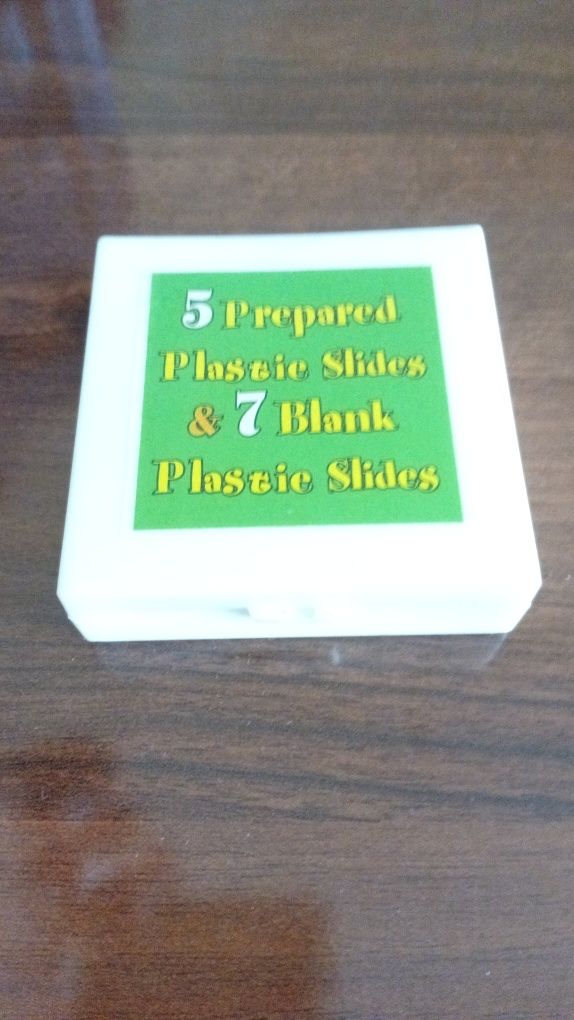 5 Prepared
Plastic Slides
& 7 Blank
Plastic Slides